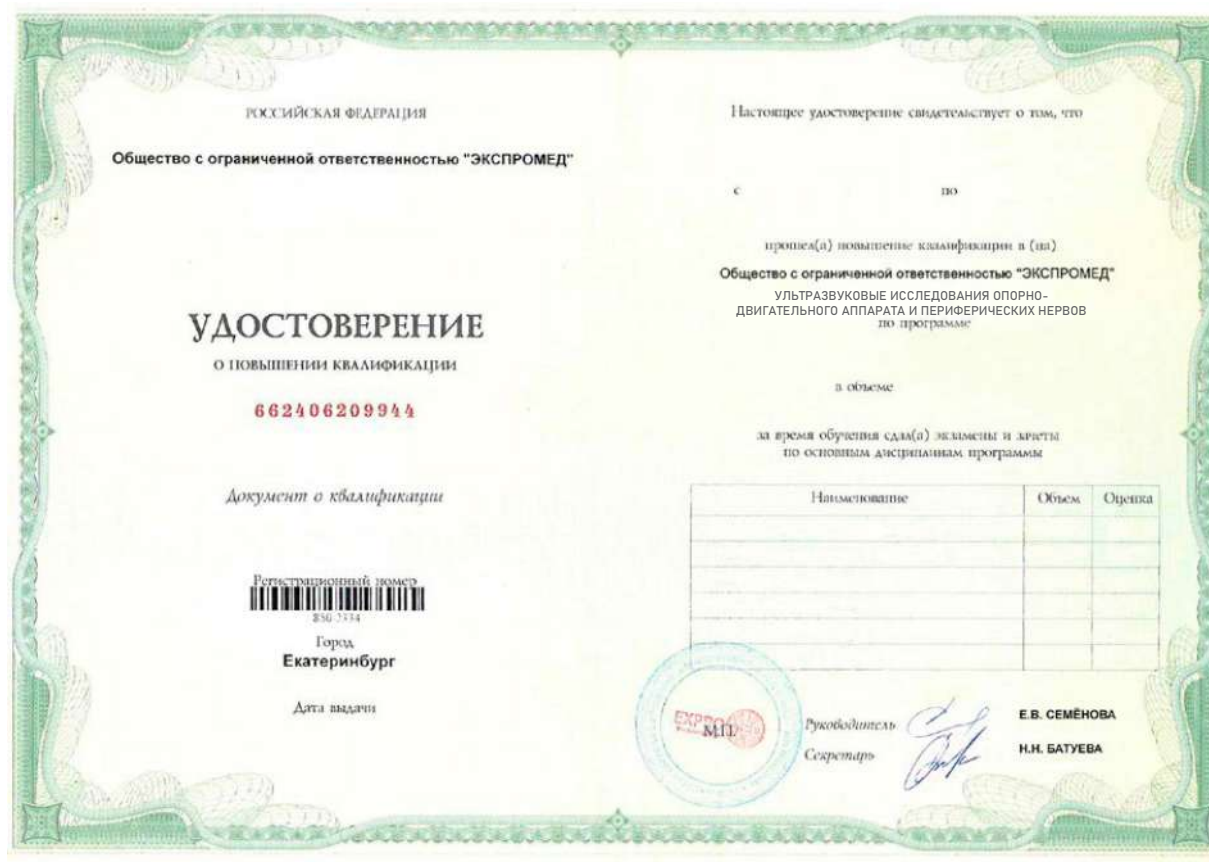 РОССИЙСКАЯ ФЕДЕРАЦИЯ
Общество с ограниченной ответственностью "ЭКСПРОМЕД"
УДОСТОВЕРЕНИЕ
О ПОВЫШЕНИИ КВАЛИФИКАЦИИ
662406209944
Документ о квалификации
Регистрационный номер
850-2334
Город
Екатеринбург
Дата выдачи
Настоящее удостоверение свидетельствует о том, что
с по
прошел(а) повышение квалификации в (на)
Общество с ограниченной ответственностью "ЭКСПРОМЕД"
УЛЬТРАЗВУКОВЫЕ ИССЛЕДОВАНИЯ ОПОРНО-
ДВИГАТЕЛЬНОГО АППАРАТА И ПЕРИФЕРИЧЕСКИХ НЕРВОВ
по программе
в объеме
за время обучения сдал(а) экзамены и зачеты
по основным дисциплинам программы
Наименование Объем Оценка
М.П.
Руководитель Е.В. СЕМЁНОВА
Секретарь Н.Н. БАТУЕВА